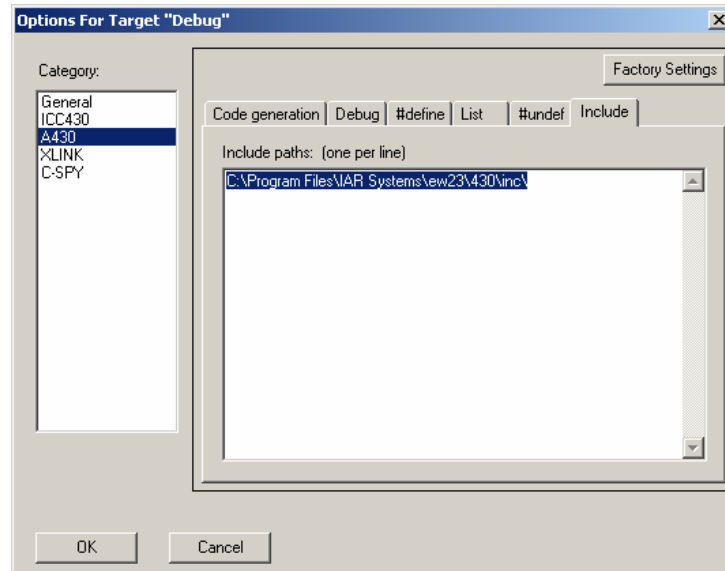 Options For Target "Debug"
Category:
Factory Settings
General
ICC430
A430
XLINK
C-SPY
Code generation Debug #define List #undef Include
Include paths: (one per line)
C:\Program Files\IAR Systems\ew23\430\inc\
OK Cancel